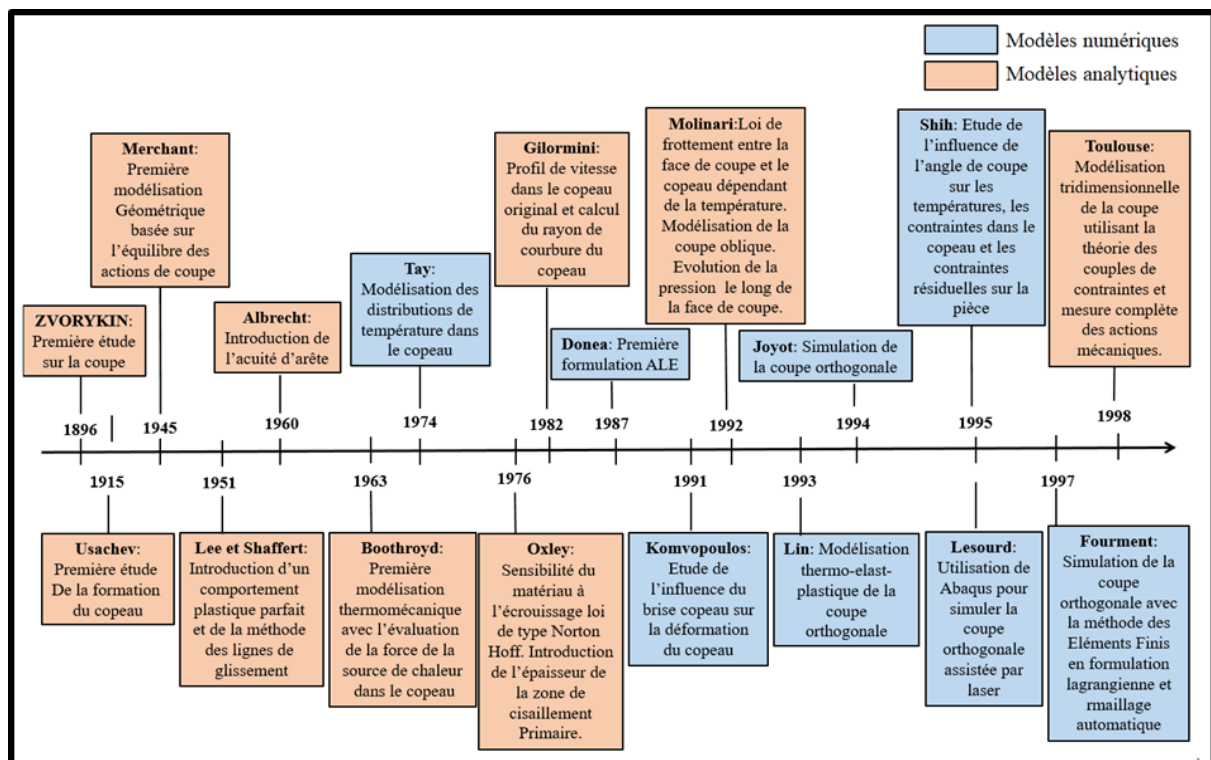 Modèles numériques
Modèles analytiques
ZVORYKIN:
Première étude
sur la coupe
Merchant:
Première
modélisation
Géométrique
basée sur
l’équilibre des
actions de coupe
Albrecht:
Introduction de
l’acuité d’arête
Tay:
Modélisation des
distributions de
température dans
le copeau
Gilormini:
Profil de vitesse
dans le copeau
original et calcul
du rayon de
courbure du
copeau
Donea: Première
formulation ALE
Molinari:Loi de
frottement entre la
face de coupe et le
copeau dépendant
de la température.
Modélisation de
la coupe oblique.
Evolution de la
pression le long de
la face de coupe.
Joyot: Simulation de
la coupe orthogonale
Shih: Etude de
l’influence de
l’angle de coupe
sur les
températures, les
contraintes dans le
copeau et les
contraintes
résiduelles sur la
pièce
Toulouse:
Modélisation
tridimensionnelle
de la coupe
utilisant la
théorie des
couples de
contraintes et
mesure complète
des actions
mécaniques.
1896
1945
1960
1974
1982
1987
1992
1994
1995
1998
1915
1951
1963
1976
1991
1993
1997
Usachev:
Première étude
De la formation
du copeau
Lee et Shaffert:
Introduction d’un
comportement
plastique parfait
et de la méthode
des lignes de
glissement
Boothroyd:
Première
modélisation
thermomécanique
avec l’évaluation
de la force de la
source de chaleur
dans le copeau
Oxley:
Sensibilité du
matériau à
l’écrouissage loi
de type Norton
Hoff. Introduction
de l’épaisseur de
la zone de
cisaillement
Primaire.
Komvopoulos:
Etude de
l’influence du
brise copeau sur
la déformation
du copeau
Lin: Modélisation
thermo-elast-
plastique de la
coupe
orthogonale
Lesourd:
Utilisation de
Abaqus pour
simuler la
coupe
orthogonale
assistée par
laser
Fourment:
Simulation de la
coupe
orthogonale avec
la méthode des
Eléments Finis
en formulation
lagrangienne et
rmaillage
automatique